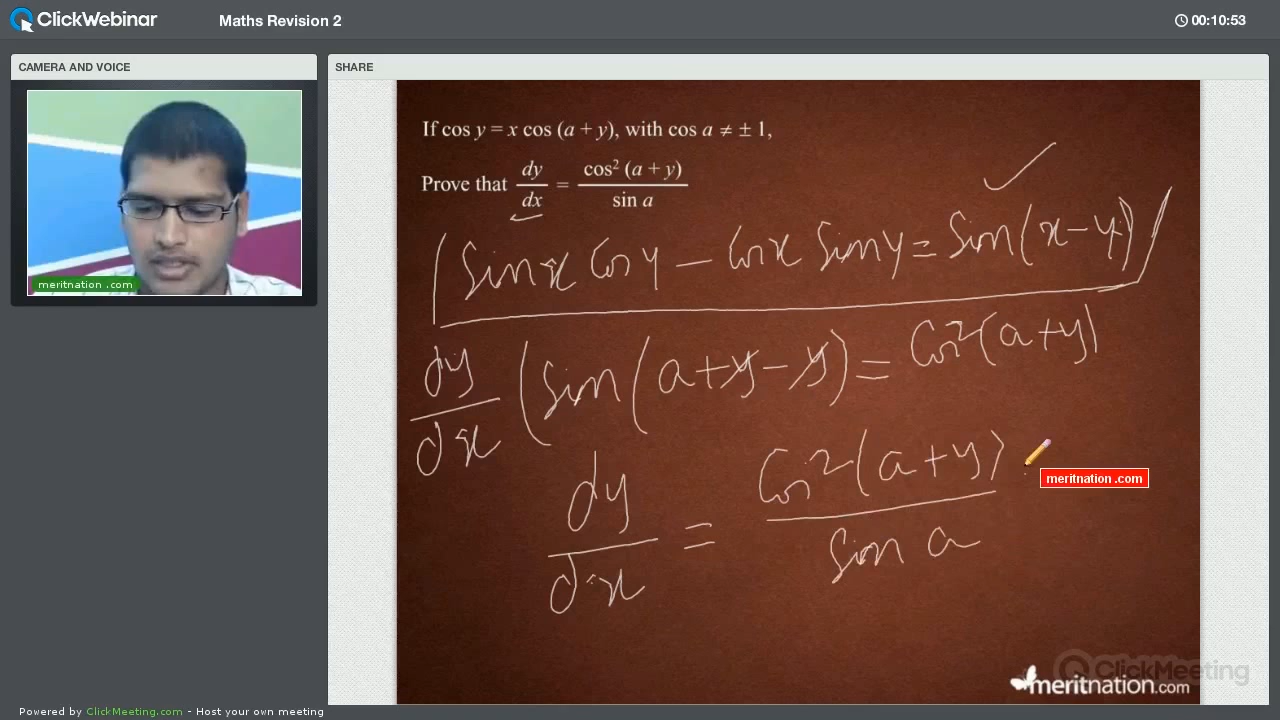 ClickWebinar
Maths Revision 2
00:10:53
CAMERA AND VOICE
SHARE
meritnation .com
If cos y = x cos (a + y), with cos a ≠ ± 1,
Prove that dy/dx = cos² (a + y)/sin a
(Sinx Cos y – Cosx Sin y = Sin(x – y))
dy/dx (Sin(a + y – y) = Cos²(a + y)
dy/dx = Cos²(a + y)/Sin a
meritnation .com
ClickMeeting
meritnation.com
Powered by ClickMeeting.com - Host your own meeting